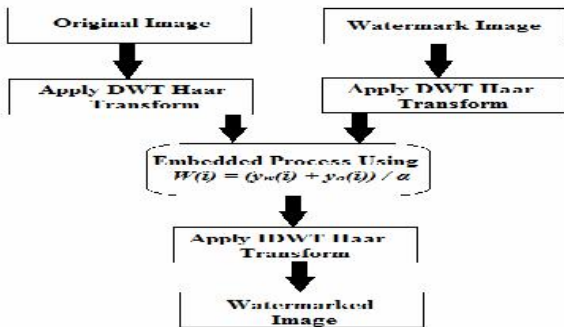 Original Image
Watermark Image
Apply DWT Haar
Transform
Apply DWT Haar
Transform
Embedded Process Using
W(i) = (yw(i) + yo(i)) / α
Apply IDWT Haar
Transform
Watermarked
Image